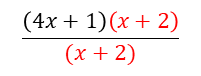 (4x + 1)(x + 2)
(x + 2)